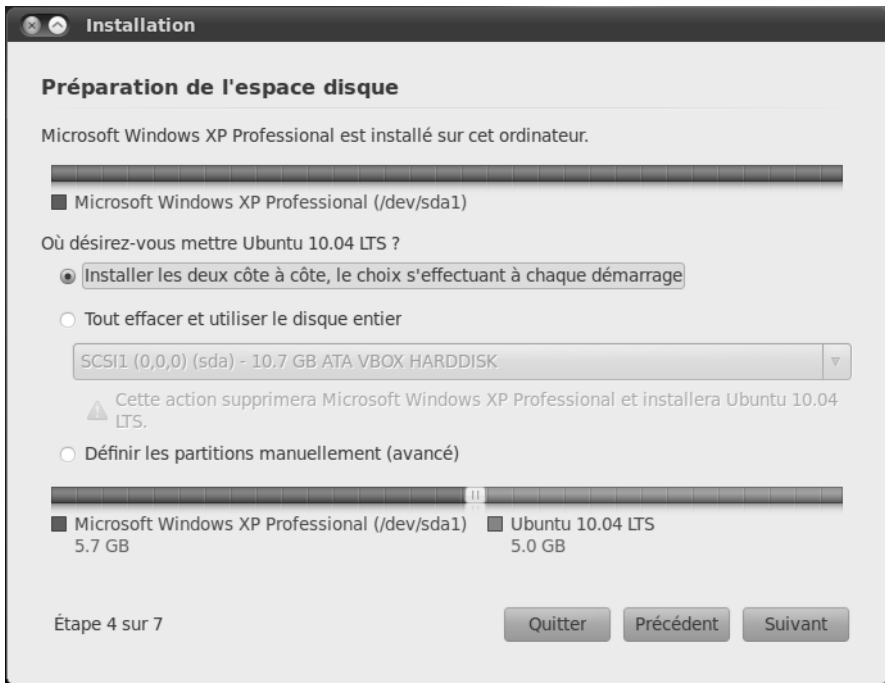 Installation
Préparation de l'espace disque
Microsoft Windows XP Professional est installé sur cet ordinateur.
Microsoft Windows XP Professional (/dev/sda1)
Où désirez-vous mettre Ubuntu 10.04 LTS ?
Installer les deux côte à côte, le choix s'effectuant à chaque démarrage
Tout effacer et utiliser le disque entier
SCSI1 (0,0,0) (sda) - 10.7 GB ATA VBOX HARDDISK
Cette action supprimera Microsoft Windows XP Professional et installera Ubuntu 10.04
LTS.
Définir les partitions manuellement (avancé)
Microsoft Windows XP Professional (/dev/sda1) Ubuntu 10.04 LTS
5.7 GB 5.0 GB
Étape 4 sur 7 Quitter Précédent Suivant